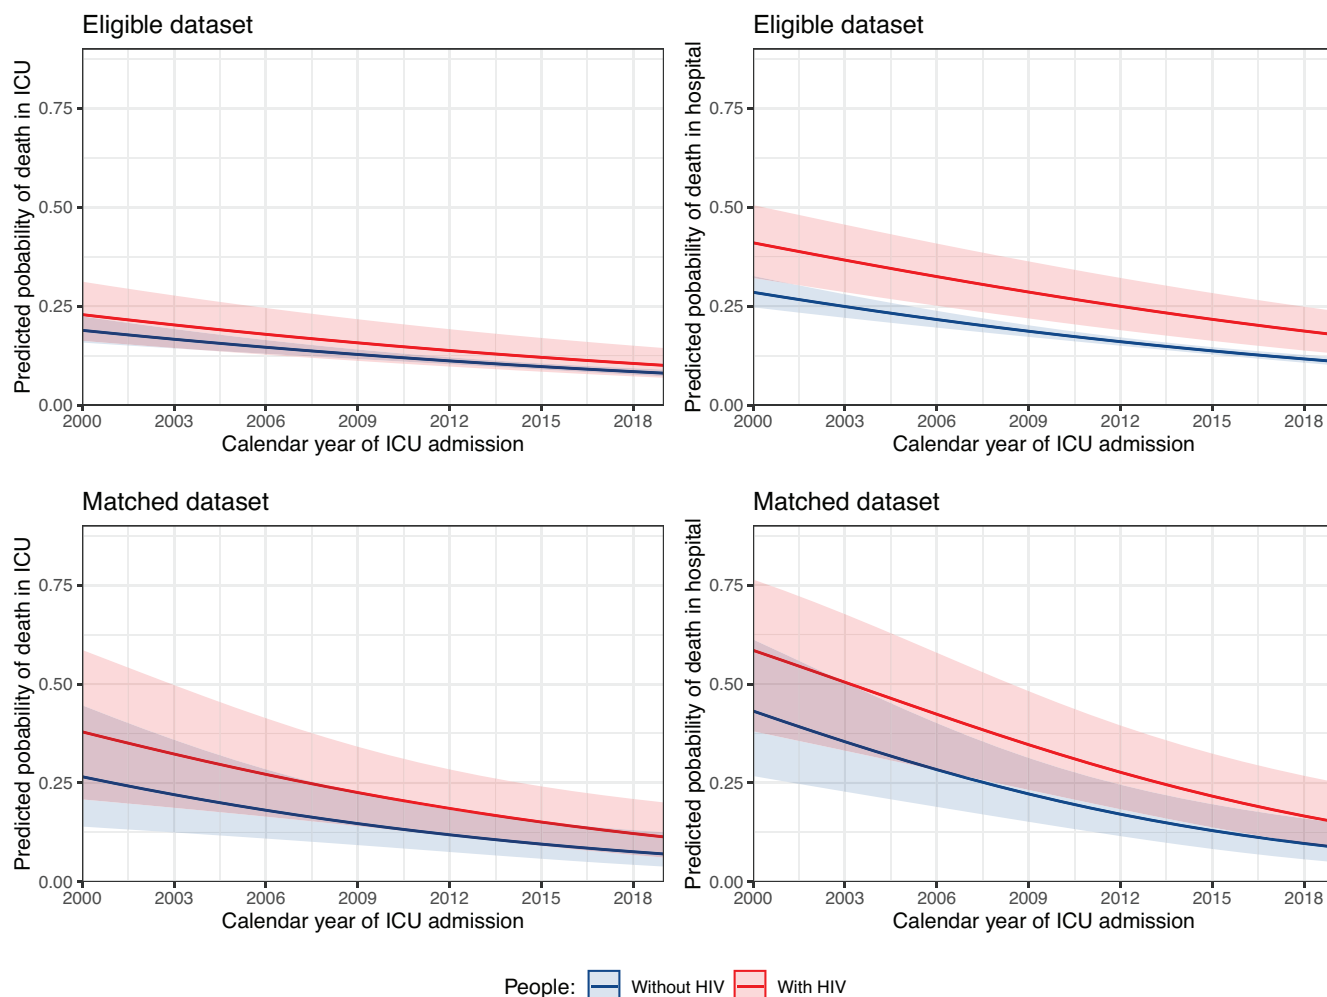 Eligible dataset
Predicted pobability of death in ICU
0.75
0.50
0.25
0.00
2000 2003 2006 2009 2012 2015 2018
Calendar year of ICU admission
Eligible dataset
Predicted pobability of death in hospital
0.75
0.50
0.25
0.00
2000 2003 2006 2009 2012 2015 2018
Calendar year of ICU admission
Matched dataset
Predicted pobability of death in ICU
0.75
0.50
0.25
0.00
2000 2003 2006 2009 2012 2015 2018
Calendar year of ICU admission
Matched dataset
Predicted pobability of death in hospital
0.75
0.50
0.25
0.00
2000 2003 2006 2009 2012 2015 2018
Calendar year of ICU admission
People: Without HIV With HIV